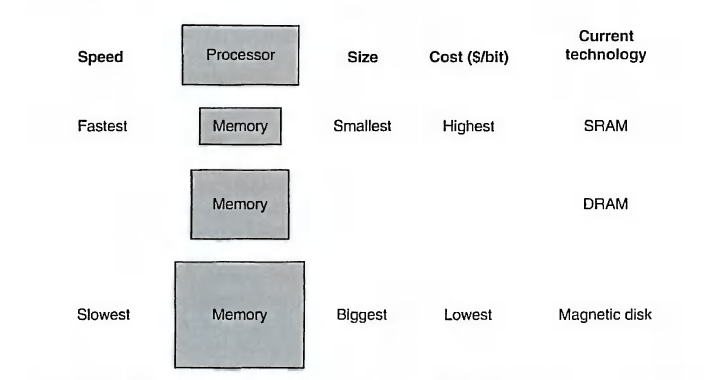 Speed Processor Size Cost ($/bit) Current
technology
Fastest Memory Smallest Highest SRAM
Memory DRAM
Slowest Memory Biggest Lowest Magnetic disk